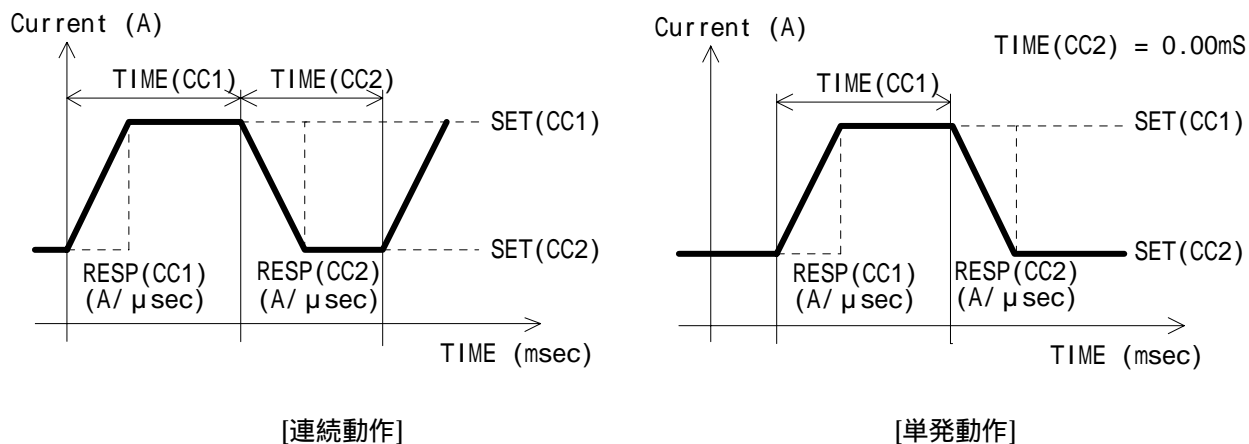 Current (A)
TIME(CC1)
TIME(CC2)
SET(CC1)
SET(CC2)
RESP(CC1)
(A/μsec)
RESP(CC2)
(A/μsec)
TIME (msec)
[連続動作]
Current (A)
TIME(CC2) = 0.00mS
TIME(CC1)
SET(CC1)
SET(CC2)
RESP(CC1)
(A/μsec)
RESP(CC2)
(A/μsec)
TIME (msec)
[単発動作]